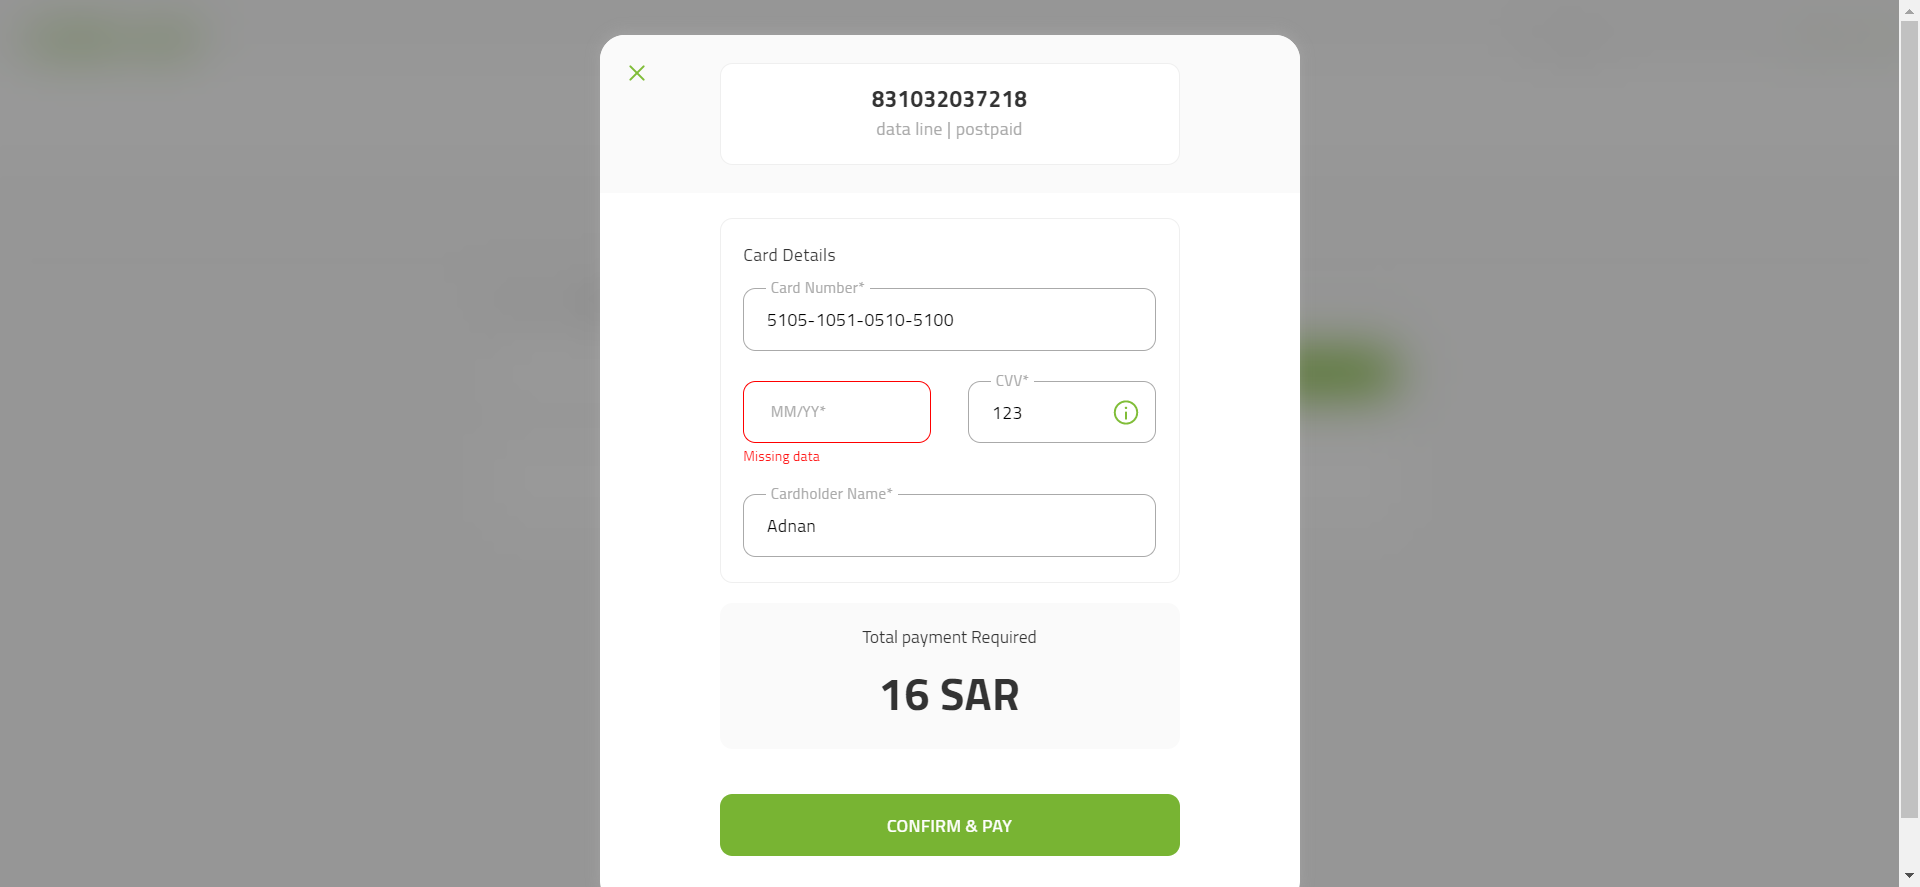 831032037218
data line | postpaid
Card Details
Card Number*
5105-1051-0510-5100
MM/YY*
CVV*
123
Missing data
Cardholder Name*
Adnan
Total payment Required
16 SAR
CONFIRM & PAY